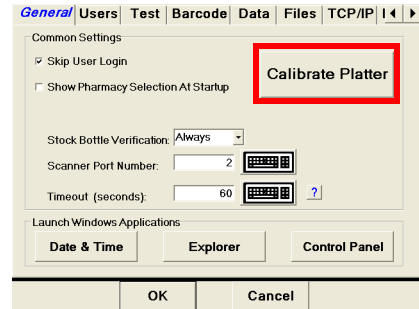 General Users Test Barcode Data Files TCP/IP
Common Settings
Skip User Login
Calibrate Platter
Show Pharmacy Selection At Startup
Stock Bottle Verification: Always
Scanner Port Number: 2
Timeout (seconds): 60 ?
Launch Windows Applications
Date & Time Explorer Control Panel
OK Cancel